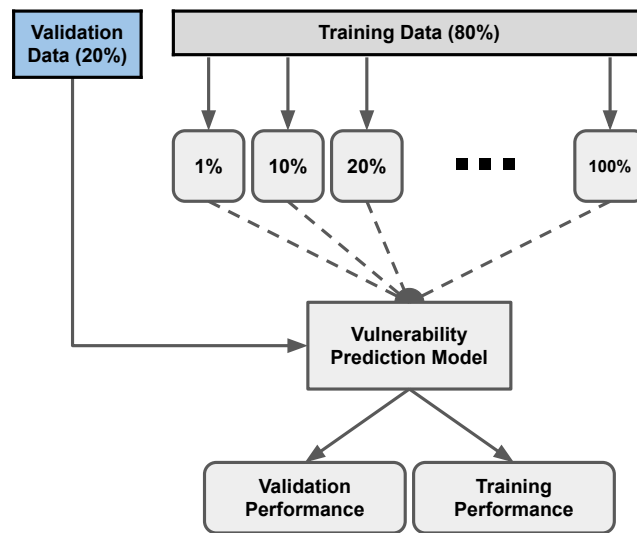 Validation
Data (20%)
Training Data (80%)
1%
10%
20%
100%
Vulnerability
Prediction Model
Validation
Performance
Training
Performance